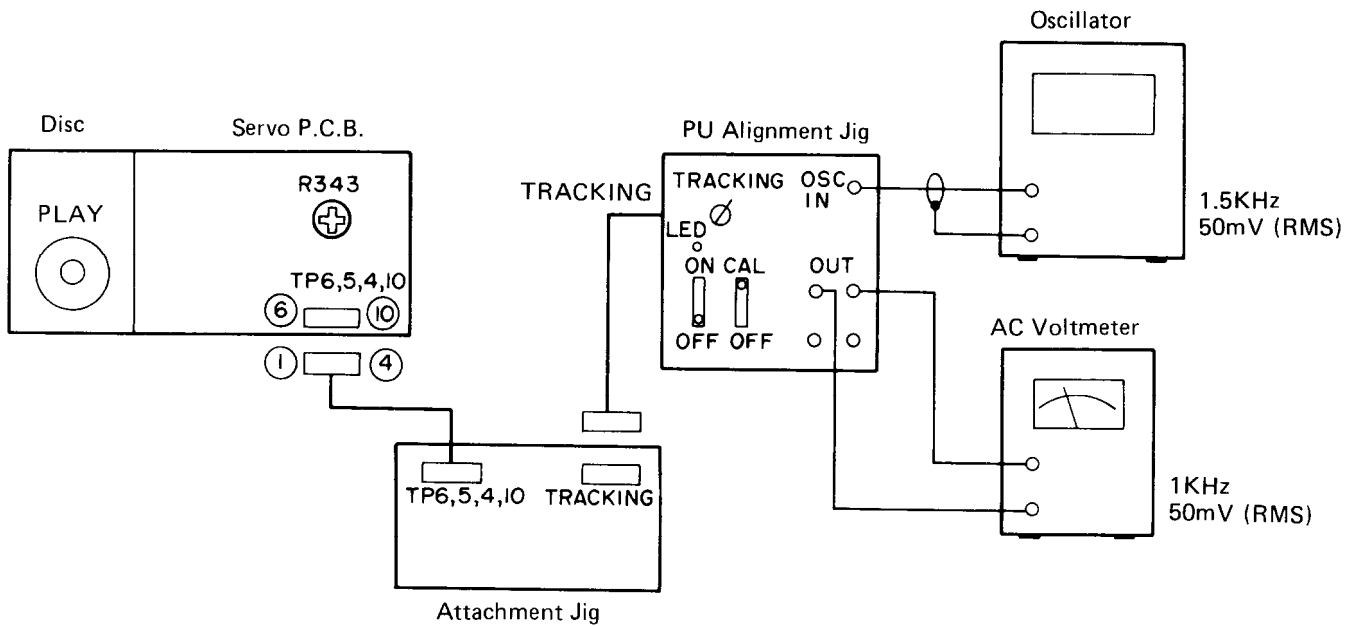 Oscillator
Disc
Servo P.C.B.
PU Alignment Jig
R343
PLAY
TP6,5,4,10
6
10
1
4
TRACKING
TRACKING
OSC
IN
LED
ON CAL
OFF OFF
OUT
1.5KHz
50mV (RMS)
AC Voltmeter
1KHz
50mV (RMS)
TP6,5,4,10
TRACKING
Attachment Jig